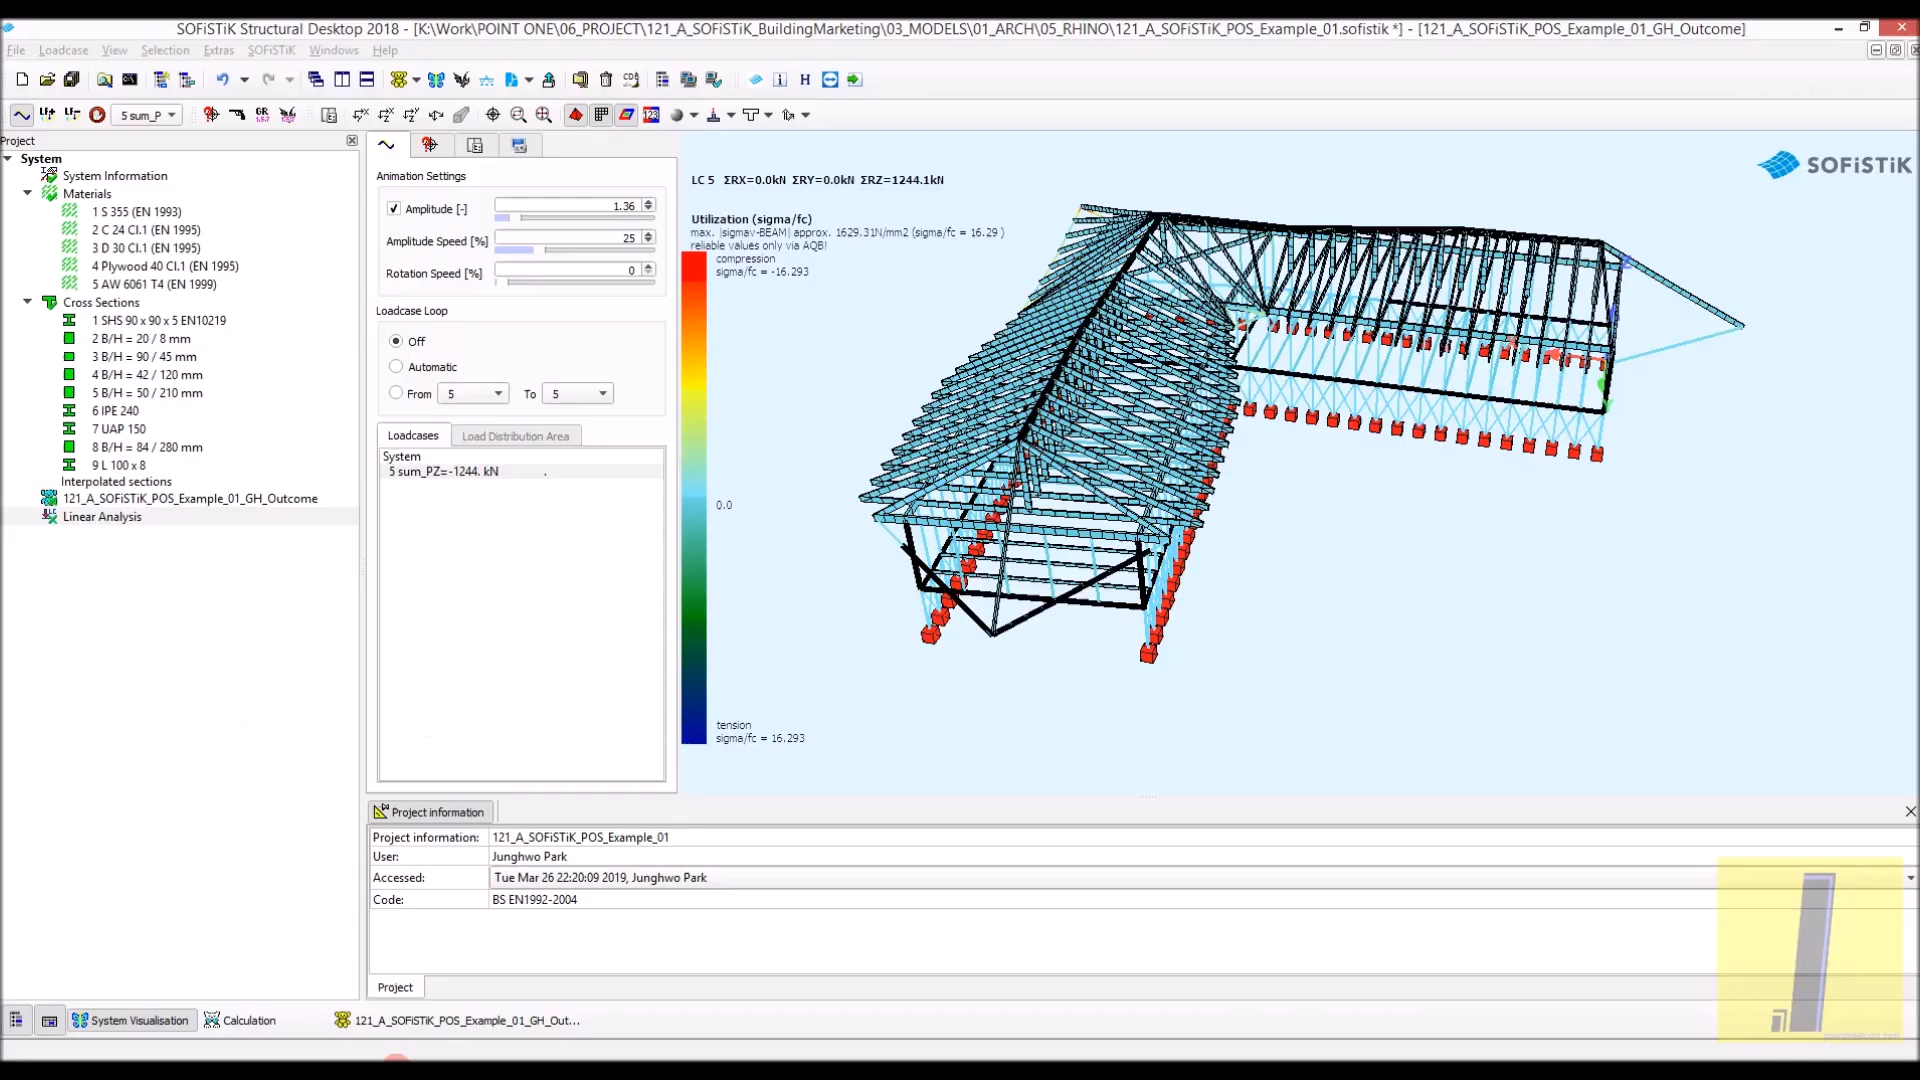 SOFiSTiK Structural Desktop 2018 - [K:\Work\POINT ONE\06_PROJECT\121_A_SOFiSTiK_BuildingMarketing\03_MODELS\01_ARCH\05_RHINO\121_A_SOFiSTiK_POS_Example_01.sofistik *] - [121_A_SOFiSTiK_POS_Example_01_GH_Outcome]
File Loadcase View Selection Extras SOFiSTiK Windows Help
5 sum_P
Project
System
System Information
Materials
1 S 355 (EN 1993)
2 C 24 Cl.1 (EN 1995)
3 D 30 Cl.1 (EN 1995)
4 Plywood 40 Cl.1 (EN 1995)
5 AW 6061 T4 (EN 1999)
Cross Sections
1 SHS 90 x 90 x 5 EN10219
2 B/H = 20 / 8 mm
3 B/H = 90 / 45 mm
4 B/H = 42 / 120 mm
5 B/H = 50 / 210 mm
6 IPE 240
7 UAP 150
8 B/H = 84 / 280 mm
9 L 100 x 8
Interpolated sections
121_A_SOFiSTiK_POS_Example_01_GH_Outcome
Linear Analysis
Animation Settings
Amplitude [-] 1.36
Amplitude Speed [%] 25
Rotation Speed [%] 0
Loadcase Loop
Off
Automatic
From 5 To 5
Loadcases Load Distribution Area
System
5 sum_PZ=-1244. kN .
LC 5 ΣRX=0.0kN ΣRY=0.0kN ΣRZ=1244.1kN
Utilization (sigma/fc)
max. |sigmav-BEAM| approx. 1629.31N/mm2 (sigma/fc = 16.29 )
reliable values only via AQB!
compression
sigma/fc = -16.293
0.0
tension
sigma/fc = 16.293
SOFiSTiK
Project information
Project information: 121_A_SOFiSTiK_POS_Example_01
User: Junghwo Park
Accessed: Tue Mar 26 22:20:09 2019, Junghwo Park
Code: BS EN1992-2004
Project
System Visualisation Calculation 121_A_SOFiSTiK_POS_Example_01_GH_Out...